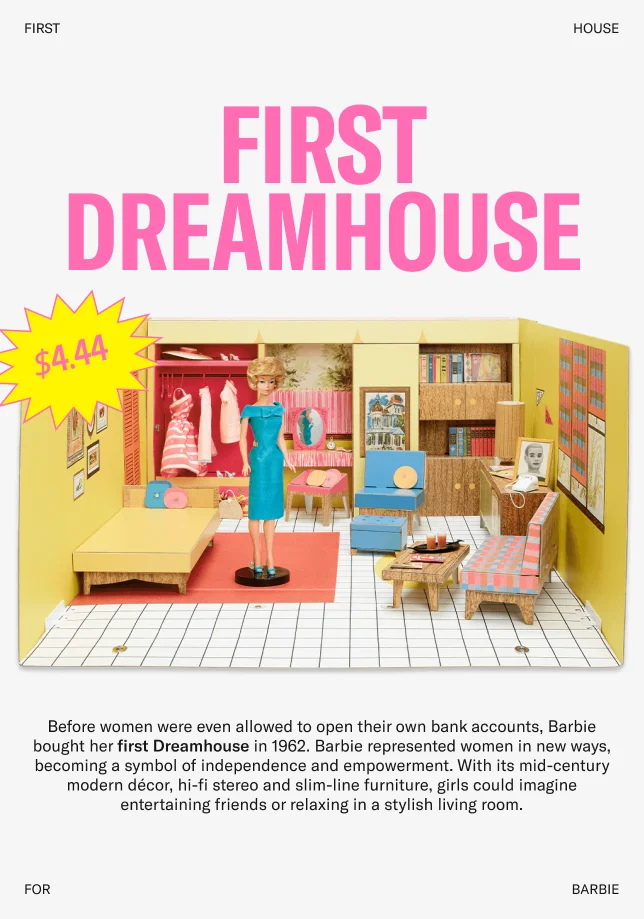 FIRST HOUSE
FIRST
DREAMHOUSE
$4.44
Before women were even allowed to open their own bank accounts, Barbie
bought her first Dreamhouse in 1962. Barbie represented women in new ways,
becoming a symbol of independence and empowerment. With its mid-century
modern décor, hi-fi stereo and slim-line furniture, girls could imagine
entertaining friends or relaxing in a stylish living room.
FOR BARBIE